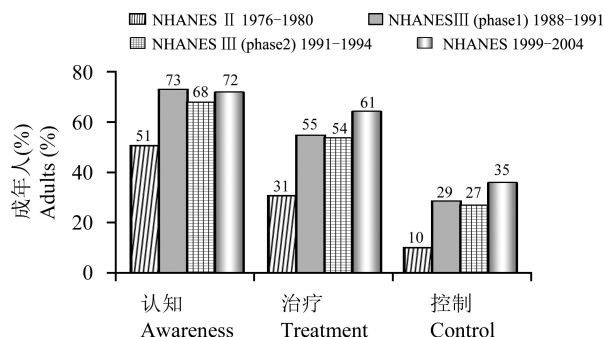 NHANES Ⅱ 1976-1980 NHANESⅢ (phase1) 1988-1991
NHANES Ⅲ (phase2) 1991-1994 NHANES 1999-2004
成年人(%)
Adults (%)
80
60
40
20
0
51 73 68 72
31 55 54 61
10 29 27 35
认知 治疗 控制
Awareness Treatment Control